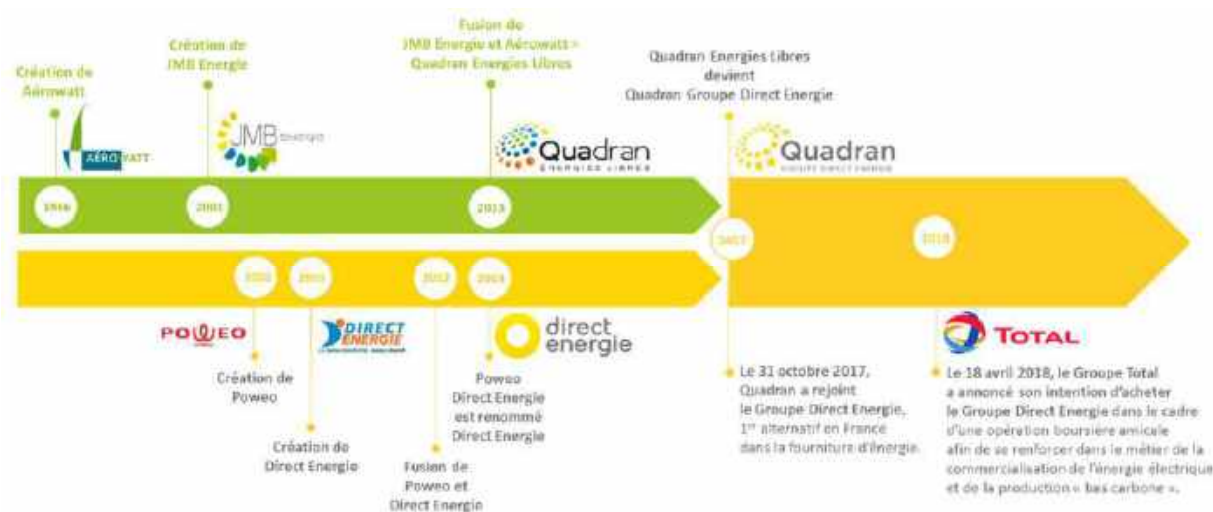 Création de
Aérowatt
AÉROWATT
Création de
JMB Energie
JMB Energie
Fusion de
JMB Energie et Aérowatt >
Quadran Energies Libres
Quadran
ENERGIES LIBRES
Quadran Energies Libres
devient
Quadran Groupe Direct Energie
Quadran
GROUPE DIRECT ENERGIE
2001
2013
2017
2018
2012
POWEO
Création de
Poweo
DIRECT
ENERGIE
Création de
Direct Energie
Fusion de
Poweo et
Direct Energie
direct
energie
Poweo
Direct Energie
est renommé
Direct Energie
Le 31 octobre 2017,
Quadran a rejoint
le Groupe Direct Energie,
1er alternatif en France
dans la fourniture d'énergie.
TOTAL
Le 18 avril 2018, le Groupe Total
a annoncé son intention d'acheter
le Groupe Direct Energie dans le cadre
d'une opération boursière amicale
afin de se renforcer dans le métier de la
commercialisation de l'énergie électrique
et de la production « bas carbone ».